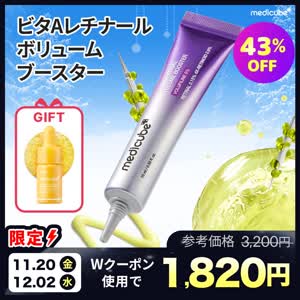 medicube
ビタAレチナール
ボリューム
ブースター
43%
OFF
GIFT
medicube
限定
11.20 金
12.02 水
Wクーポン
使用で
参考価格 3,200円
1,820円